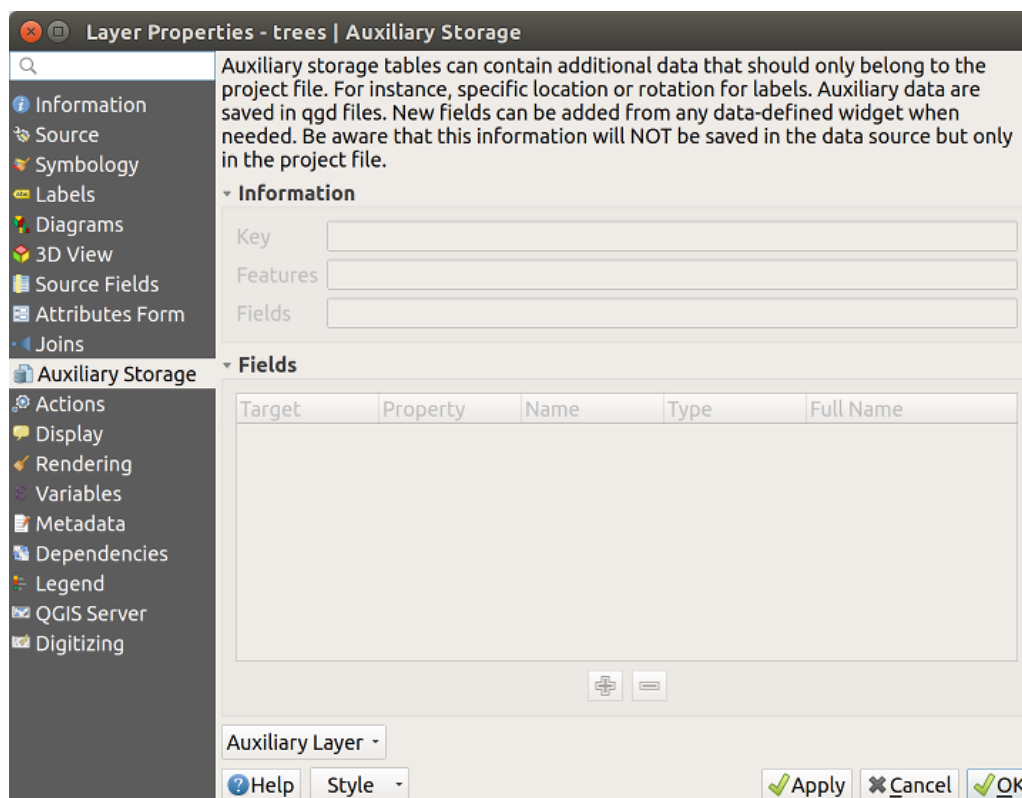 Layer Properties - trees | Auxiliary Storage
Information
Source
Symbology
Labels
Diagrams
3D View
Source Fields
Attributes Form
Joins
Auxiliary Storage
Actions
Display
Rendering
Variables
Metadata
Dependencies
Legend
QGIS Server
Digitizing
Auxiliary storage tables can contain additional data that should only belong to the
project file. For instance, specific location or rotation for labels. Auxiliary data are
saved in qgd files. New fields can be added from any data-defined widget when
needed. Be aware that this information will NOT be saved in the data source but only
in the project file.
Information
Key
Features
Fields
Fields
Target Property Name Type Full Name
Auxiliary Layer
Help Style Apply Cancel OK